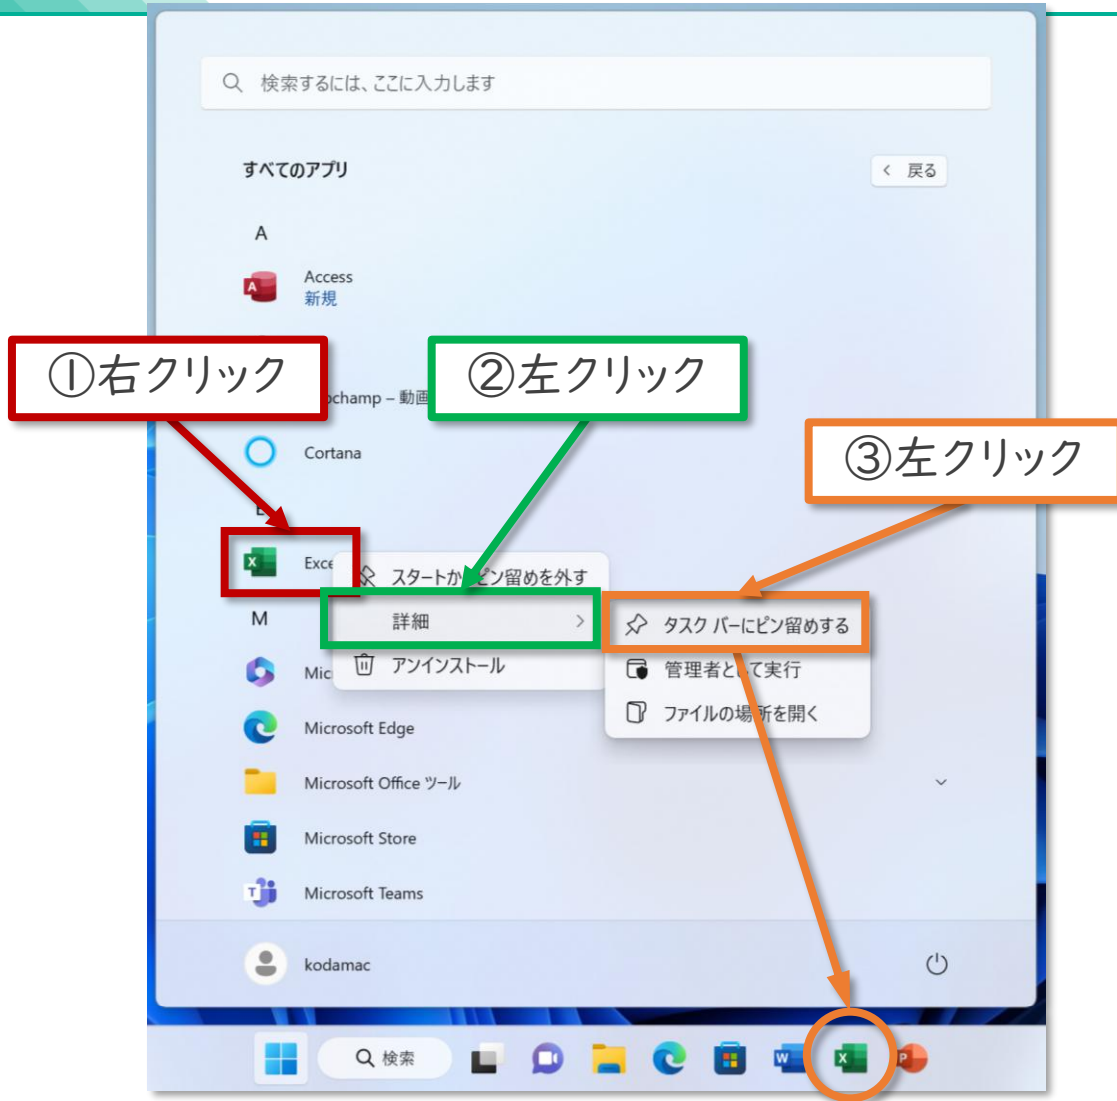 検索するには、ここに入力します
すべてのアプリ
戻る
A
Access
新規
①右クリック
②左クリック
champ – 動画
Cortana
③左クリック
E
Exce
スタートか
ピン留めを外す
M
詳細
タスク バーにピン留めする
Mic
アンインストール
管理者として実行
ファイルの場所を開く
Microsoft Edge
Microsoft Office ツール
Microsoft Store
Microsoft Teams
kodamac
検索